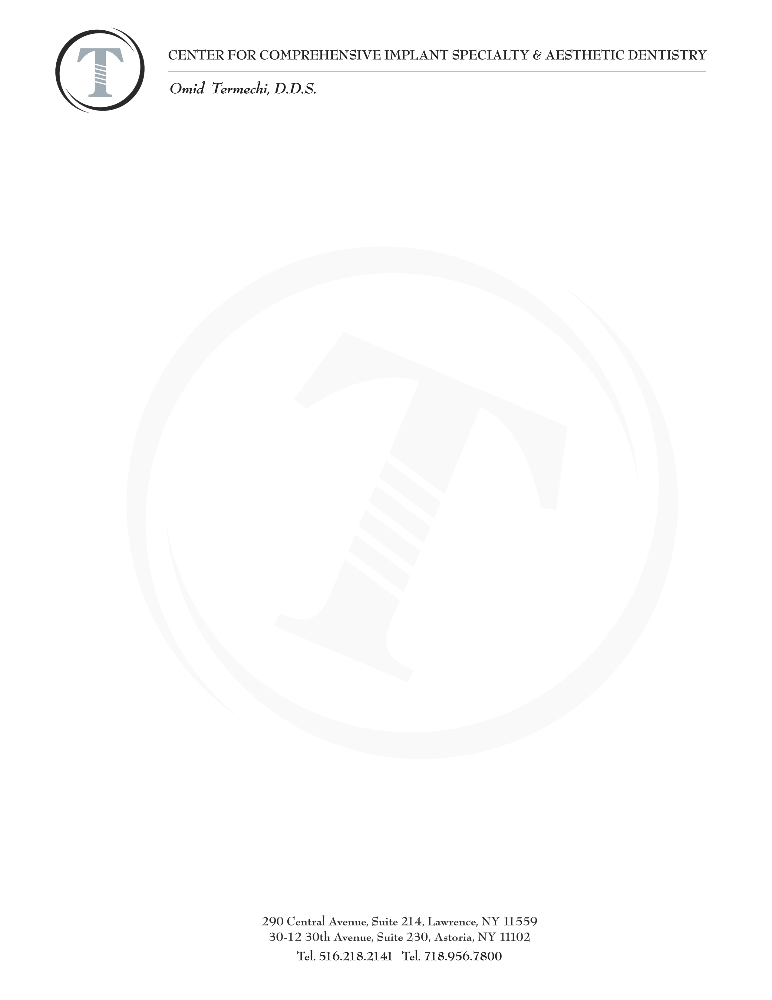 T
CENTER FOR COMPREHENSIVE IMPLANT SPECIALTY & AESTHETIC DENTISTRY
Omid Termechi, D.D.S.
T
290 Central Avenue, Suite 214, Lawrence, NY 11559
30-12 30th Avenue, Suite 230, Astoria, NY 11102
Tel. 516.218.2141 Tel. 718.956.7800